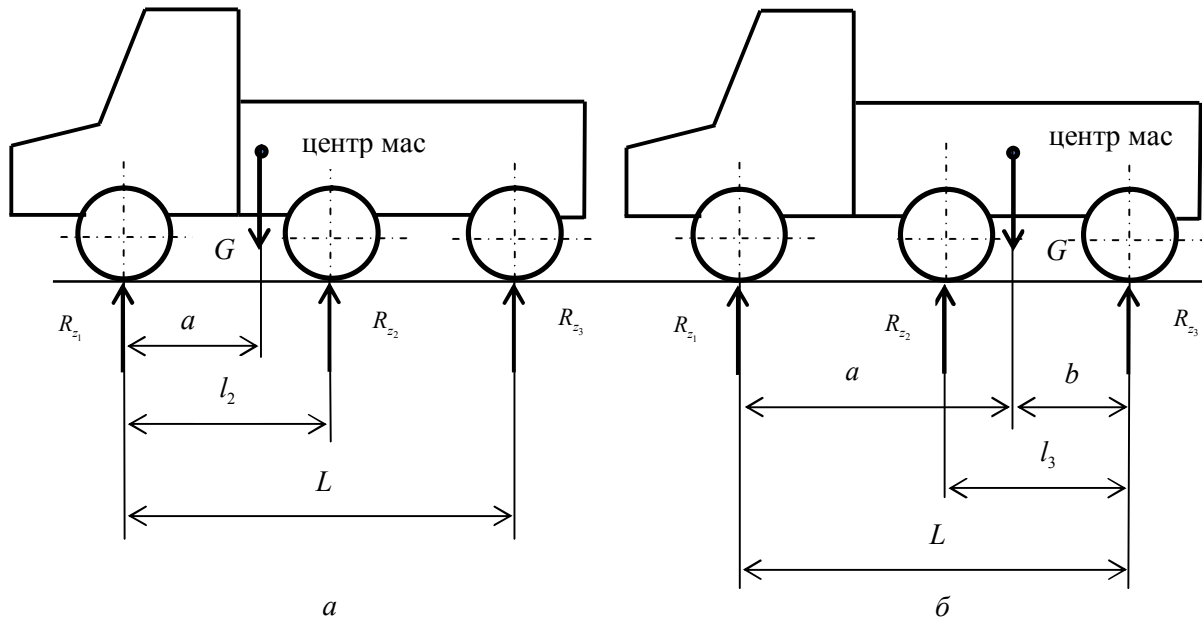 центр мас
центр мас
G
G
R_{z_1}
a
R_{z_2}
R_{z_3}
R_{z_1}
R_{z_2}
R_{z_3}
a
b
l_2
l_3
L
L
а
б